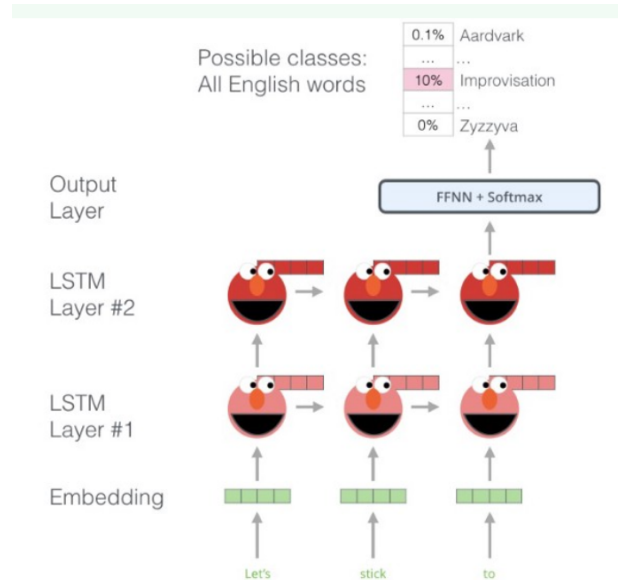 Possible classes:
All English words
0.1% Aardvark
... ...
10% Improvisation
... ...
0% Zyzzyva
Output
Layer
FFNN + Softmax
LSTM
Layer #2
LSTM
Layer #1
Embedding
Let's stick to